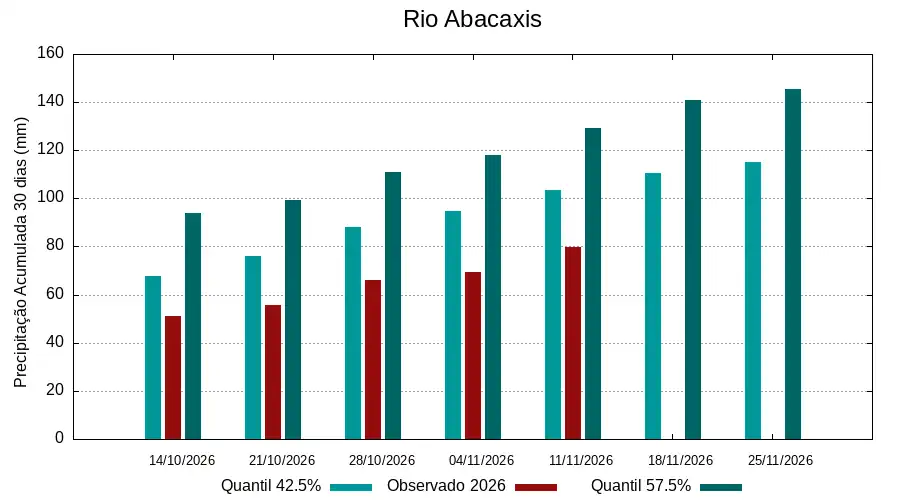 Rio Abacaxis
Precipitação Acumulada 30 dias (mm)
160
140
120
100
80
60
40
20
0
14/10/2026 21/10/2026 28/10/2026 04/11/2026 11/11/2026 18/11/2026 25/11/2026
Quantil 42.5% Observado 2026 Quantil 57.5%